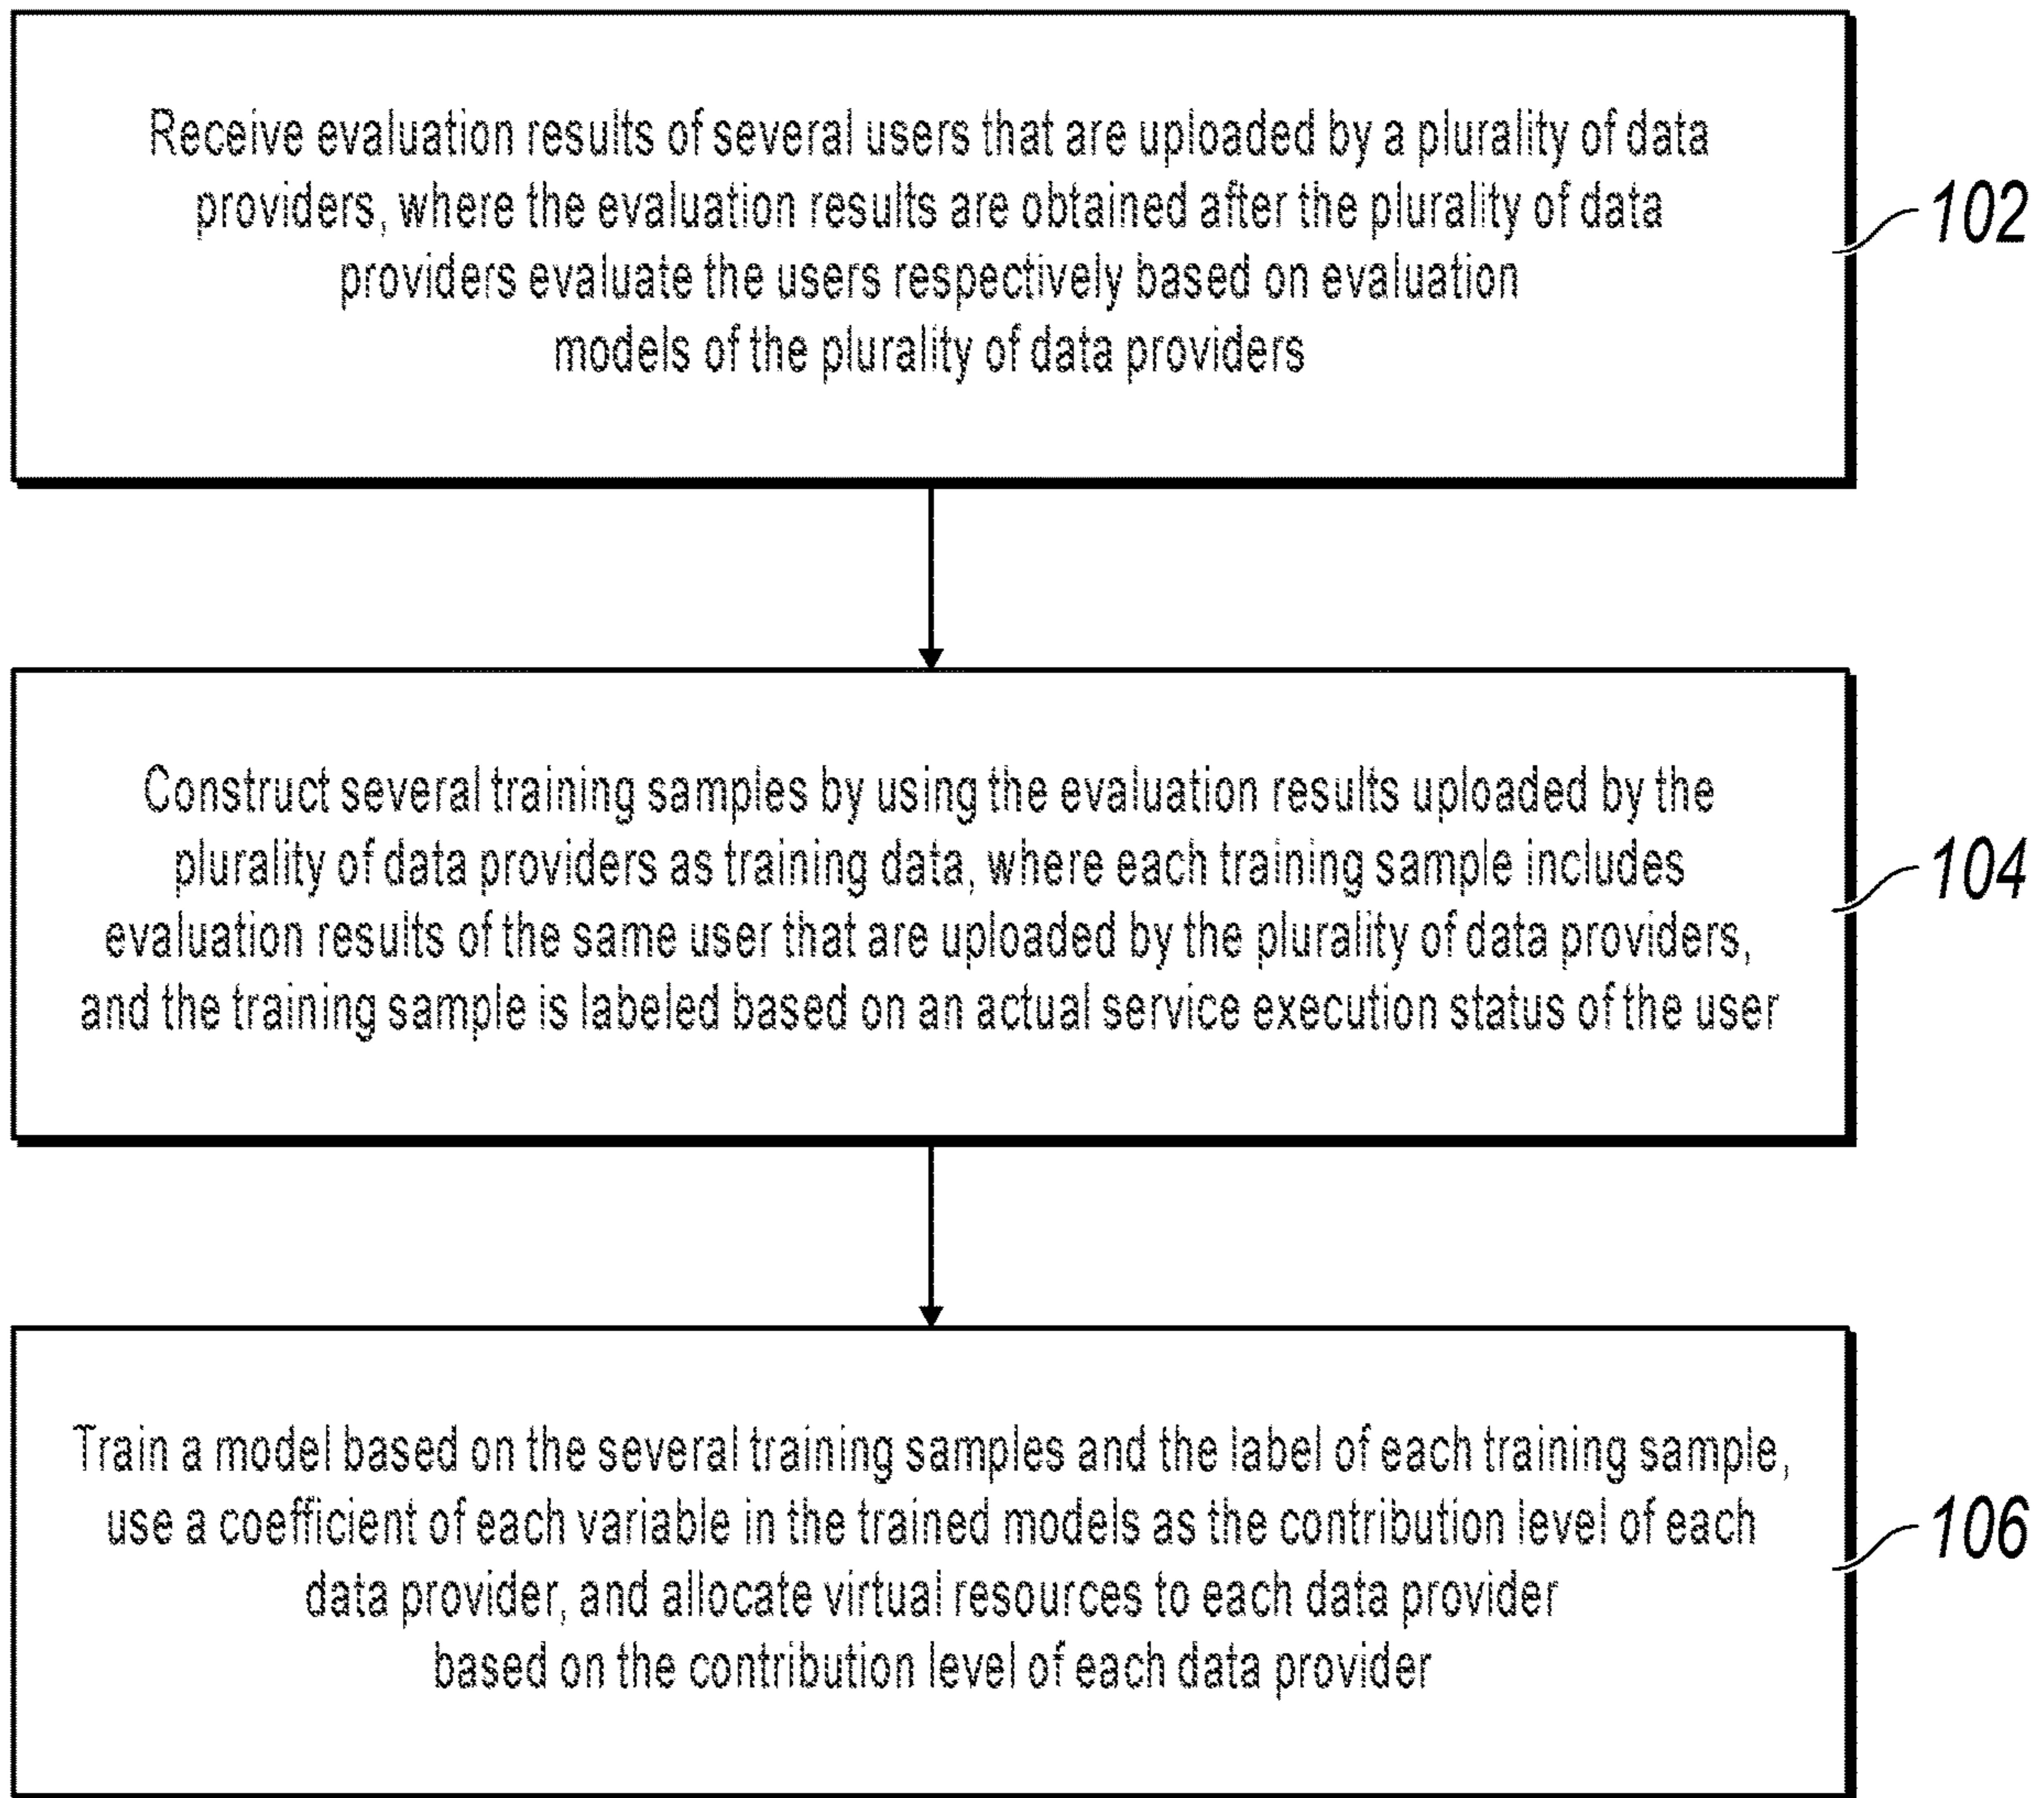 Receive evaluation results of several users that are uploaded by a plurality of data
providers, where the evaluation results are obtained after the plurality of data
providers evaluate the users respectively based on evaluation
models of the plurality of data providers
102
Construct several training samples by using the evaluation results uploaded by the
plurality of data providers as training data, where each training sample includes
evaluation results of the same user that are uploaded by the plurality of data providers,
and the training sample is labeled based on an actual service execution status of the user
104
Train a model based on the several training samples and the label of each training sample,
use a coefficient of each variable in the trained models as the contribution level of each
data provider, and allocate virtual resources to each data provider
based on the contribution level of each data provider
106